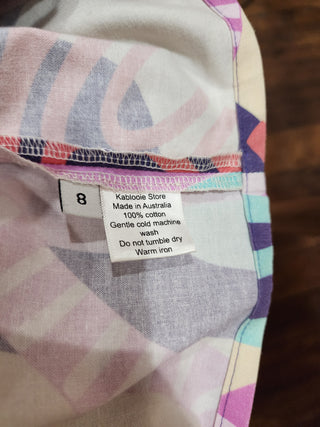 8
Kablooie Store
Made in Australia
100% cotton
Gentle cold machine
wash
Do not tumble dry
Warm iron